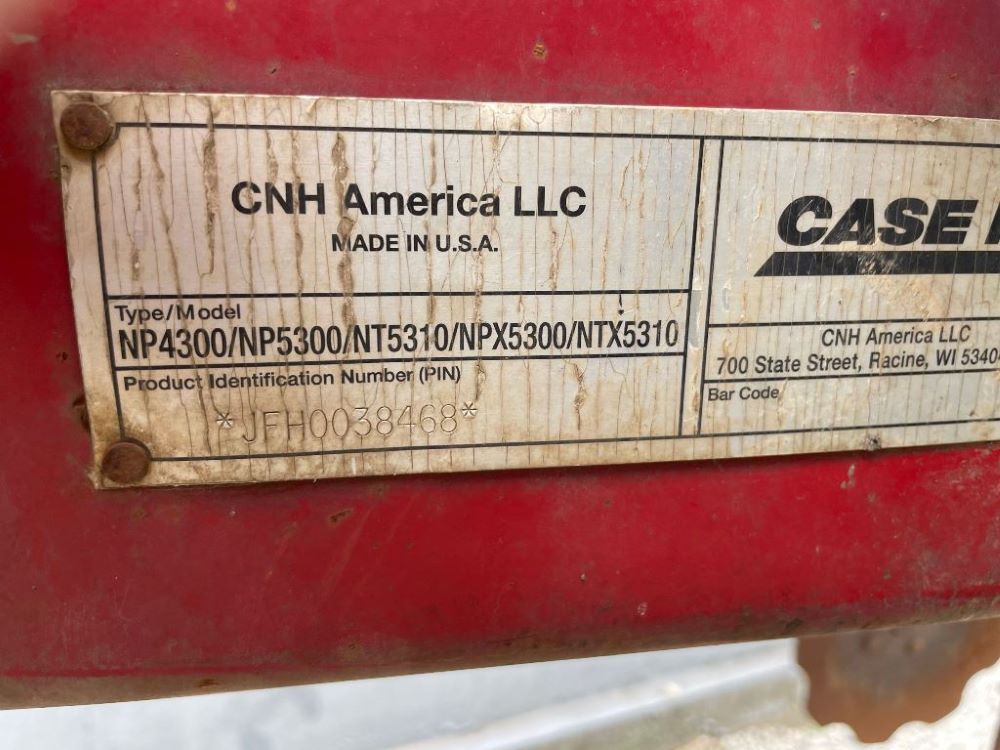 CNH America LLC
MADE IN U.S.A.
Type/Model
NP4300/NP5300/NT5310/NPX5300/NTX5310
Product Identification Number (PIN)
*JFH0038468*
CASE
CNH America LLC
700 State Street, Racine, WI 5340
Bar Code